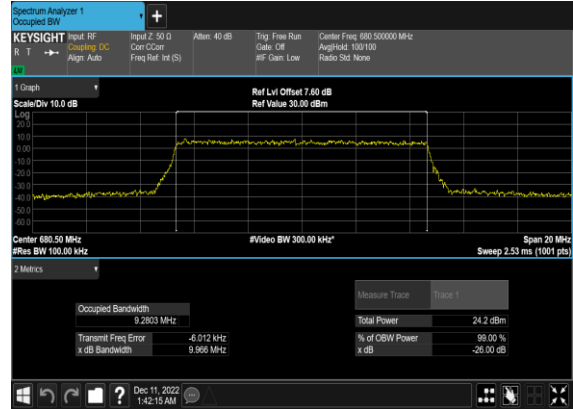 Spectrum Analyzer 1
Occupied BW
KEYSIGHT
R T
LXI
Input: RF
Coupling: DC
Align: Auto
Input Z: 50 Ω
Corr CCorr
Freq Ref: Int (S)
Atten: 40 dB
Trig: Free Run
Gate: Off
#IF Gain: Low
Center Freq: 680.500000 MHz
Avg|Hold: 100/100
Radio Std: None
1 Graph
Scale/Div 10.0 dB
Ref Lvl Offset 7.60 dB
Ref Value 30.00 dBm
Log
20.0
10.0
0.00
-10.0
-20.0
-30.0
-40.0
-50.0
-60.0
Center 680.50 MHz
#Res BW 100.00 kHz
#Video BW 300.00 kHz*
Span 20 MHz
Sweep 2.53 ms (1001 pts)
2 Metrics
Measure Trace Trace 1
Occupied Bandwidth
9.2803 MHz
Total Power 24.2 dBm
Transmit Freq Error -6.012 kHz
% of OBW Power 99.00 %
x dB Bandwidth 9.966 MHz
x dB -26.00 dB
?
Dec 11, 2022
1:42:15 AM